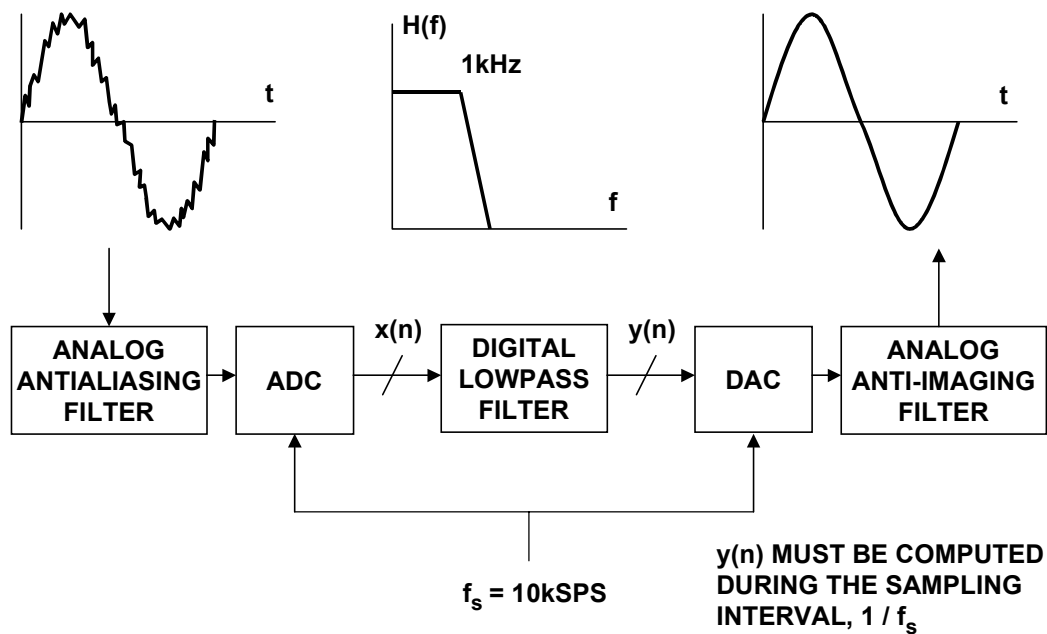 t
H(f)
1kHz
f
t
ANALOG
ANTIALIASING
FILTER
ADC
x(n)
DIGITAL
LOWPASS
FILTER
y(n)
DAC
ANALOG
ANTI-IMAGING
FILTER
fs = 10kSPS
y(n) MUST BE COMPUTED
DURING THE SAMPLING
INTERVAL, 1 / fs